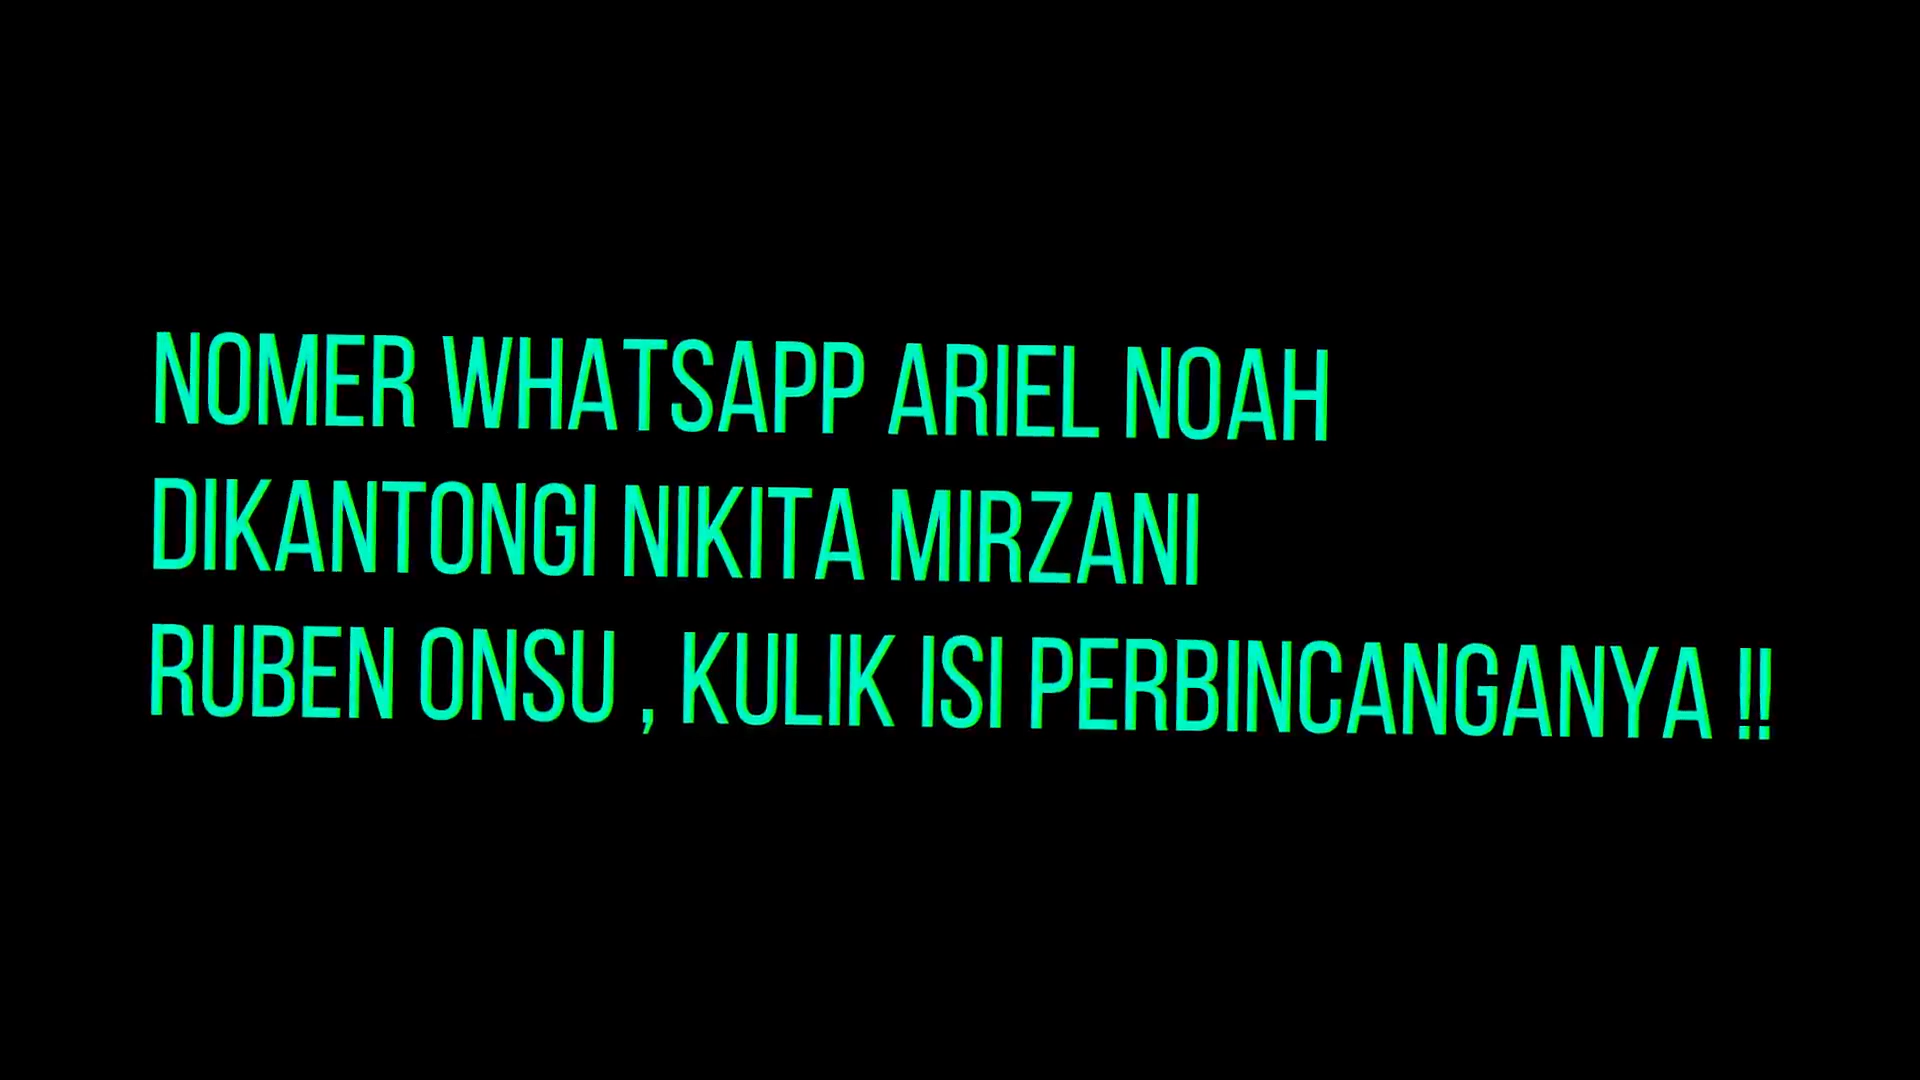 NOMER WHATSAPP ARIEL NOAH
DIKANTONGI NIKITA MIRZANI
RUBEN ONSU , KULIK ISI PERBINCANGANYA !!